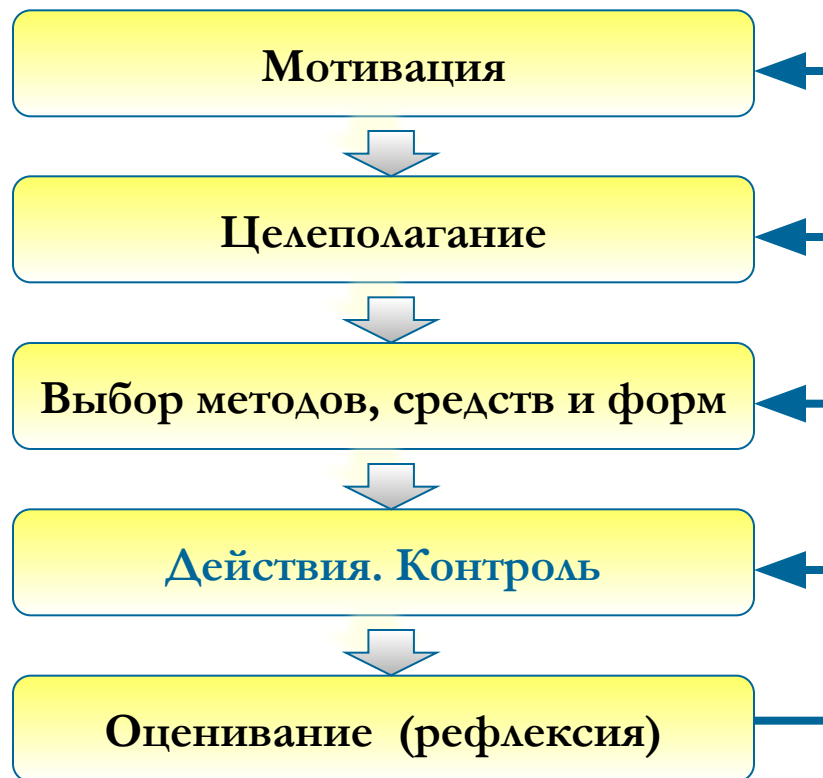 Мотивация
Целеполагание
Выбор методов, средств и форм
Действия. Контроль
Оценивание (рефлексия)